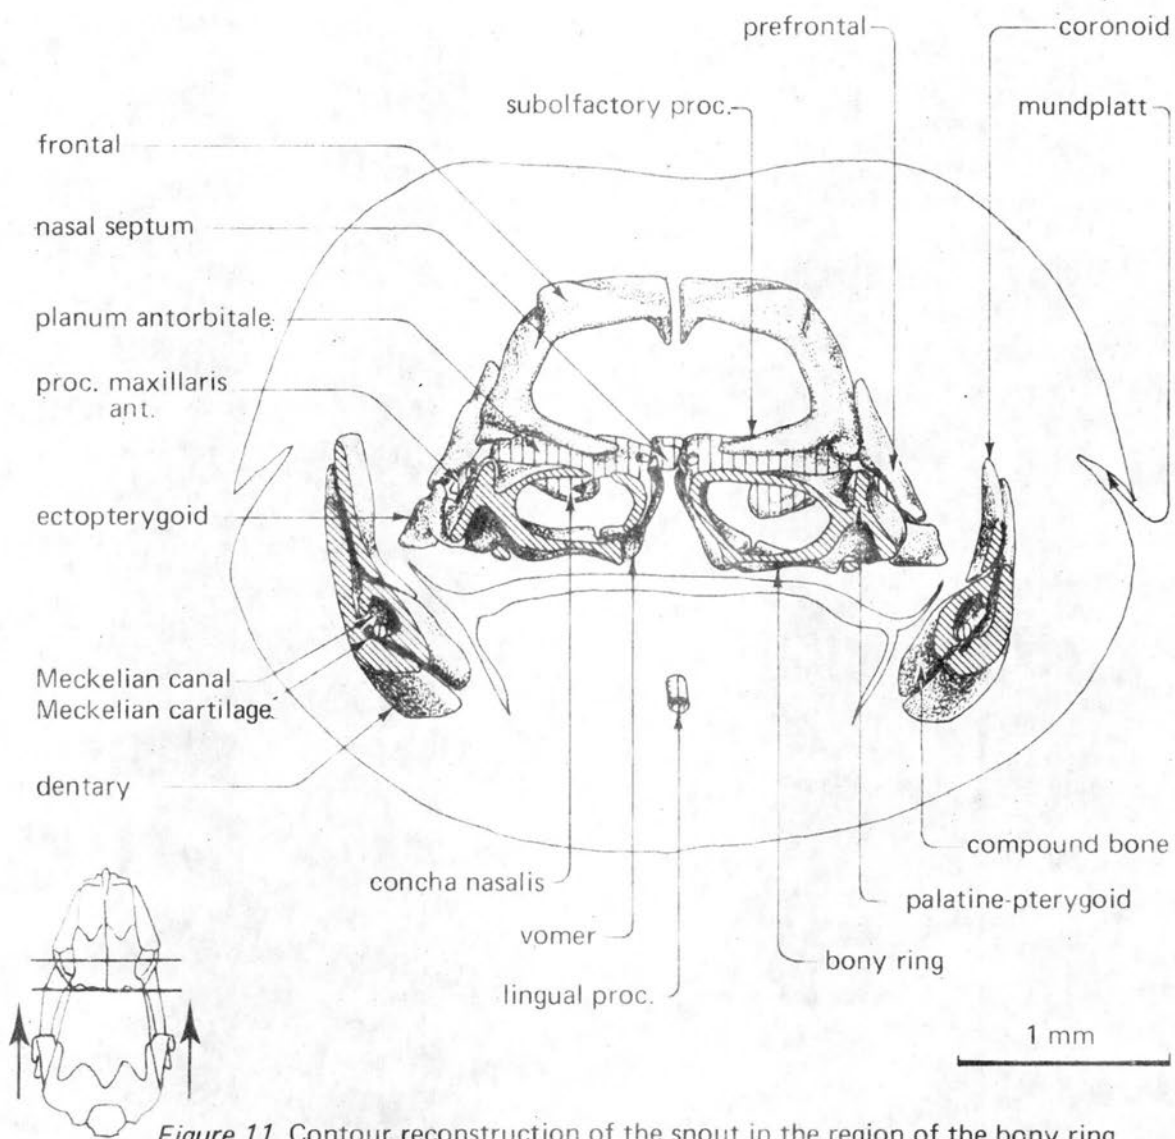 prefrontal
coronoid
subolfactory proc.
mundplatt
frontal
nasal septum
planum antorbitale
proc. maxillaris
ant.
ectopterygoid
Meckelian canal
Meckelian cartilage
dentary
concha nasalis
vomer
lingual proc.
compound bone
palatine-pterygoid
bony ring
1 mm
Figure 11. Contour reconstruction of the snout in the region of the bony ring